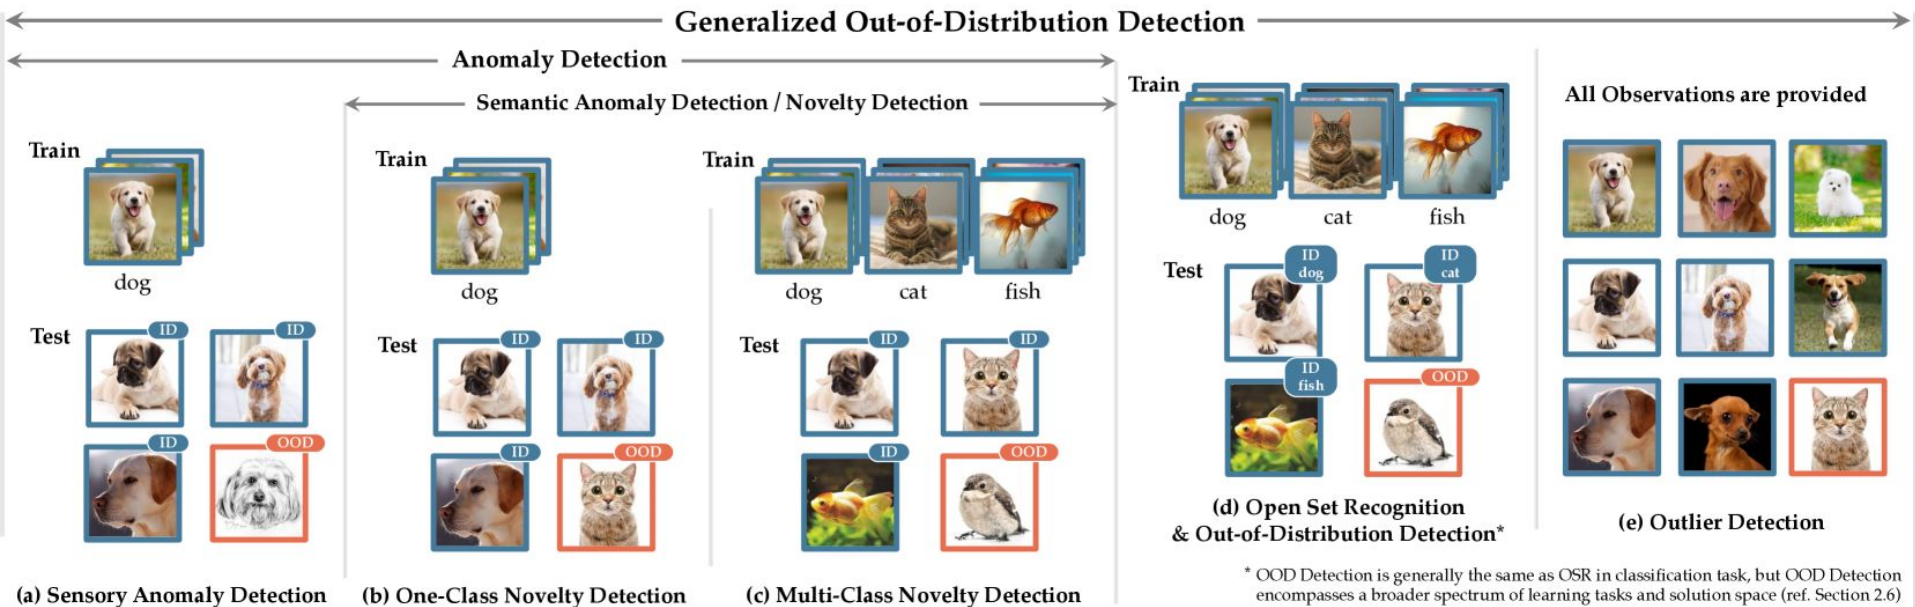 Generalized Out-of-Distribution Detection
Anomaly Detection
Semantic Anomaly Detection / Novelty Detection
Train
dog
Test
ID
ID
ID
OOD
(a) Sensory Anomaly Detection
Train
dog
Test
ID
ID
ID
OOD
(b) One-Class Novelty Detection
Train
dog
cat
fish
Test
ID
ID
ID
OOD
(c) Multi-Class Novelty Detection
Train
dog
cat
fish
Test
ID
dog
ID
cat
ID
fish
OOD
(d) Open Set Recognition
& Out-of-Distribution Detection*
All Observations are provided
(e) Outlier Detection
* OOD Detection is generally the same as OSR in classification task, but OOD Detection
encompasses a broader spectrum of learning tasks and solution space (ref. Section 2.6)